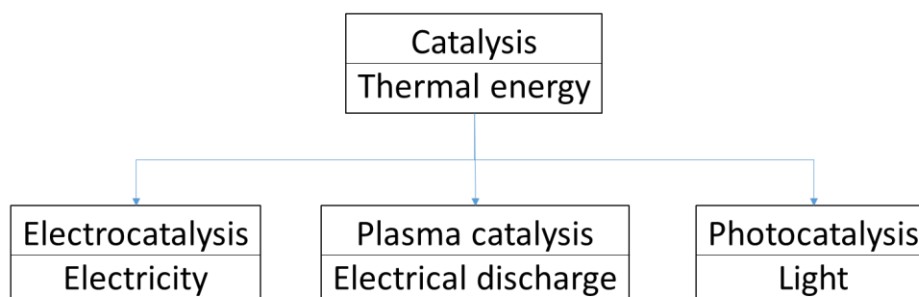 Catalysis
Thermal energy
Electrocatalysis
Electricity
Plasma catalysis
Electrical discharge
Photocatalysis
Light